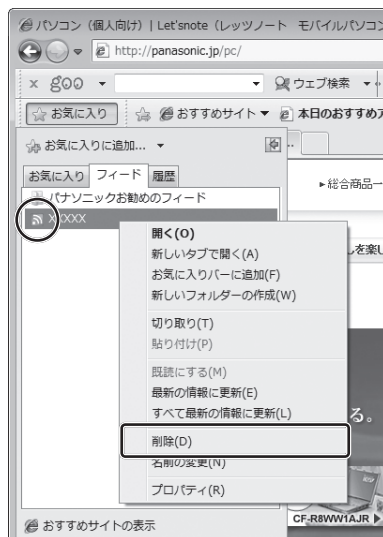 パソコン（個人向け）| Let'snote（レッツノート　モバイルパソコン
http://panasonic.jp/pc/
x goo ウェブ検索
お気に入り おすすめサイト ▼ 本日のおすすめア
お気に入りに追加... ▼
お気に入り フィード 履歴
▸総合商品一
パナソニックお勧めのフィード
XXXXX
開く(O)
新しいタブで開く(A)
お気に入りバーに追加(F)
新しいフォルダーの作成(W)
切り取り(T)
貼り付け(P)
既読にする(M)
最新の情報に更新(E)
すべて最新の情報に更新(L)
削除(D)
名前の変更(N)
プロパティ(R)
を楽し
る。
CF-R8WW1AJR ▶
おすすめサイトの表示